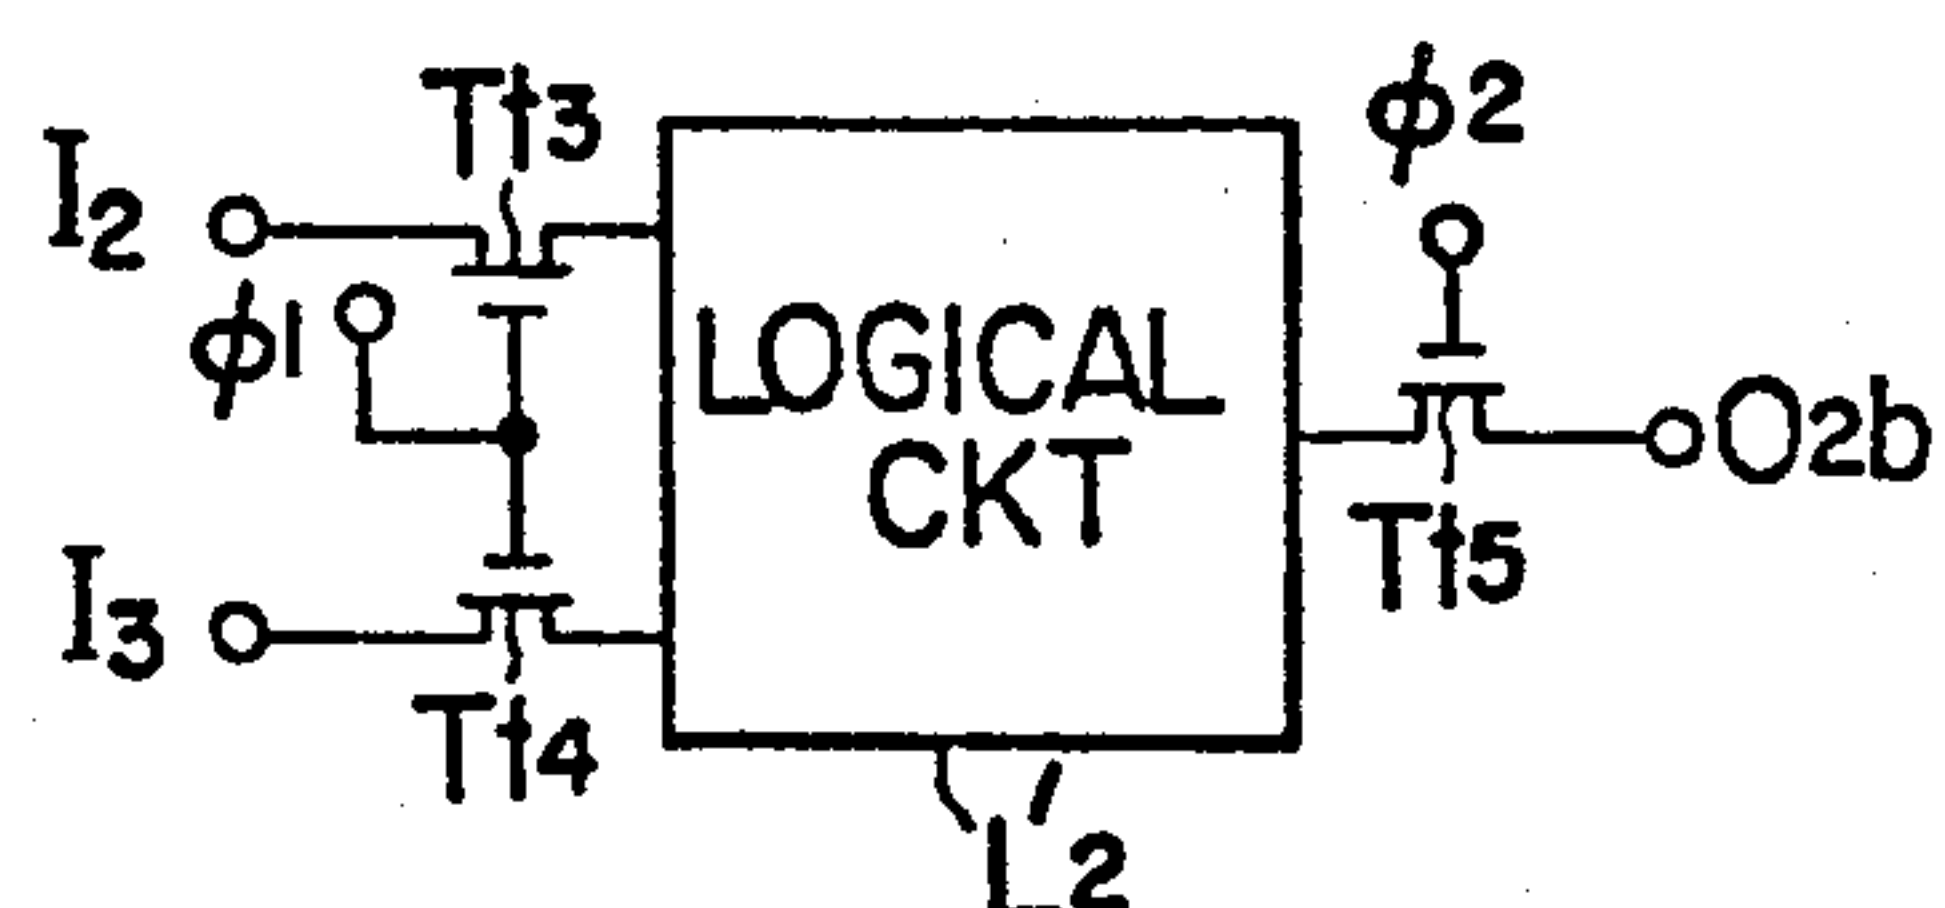 Tt3
I2
ϕ1
I3
Tt4
LOGICAL
CKT
L'2
ϕ2
O2b
Tt5